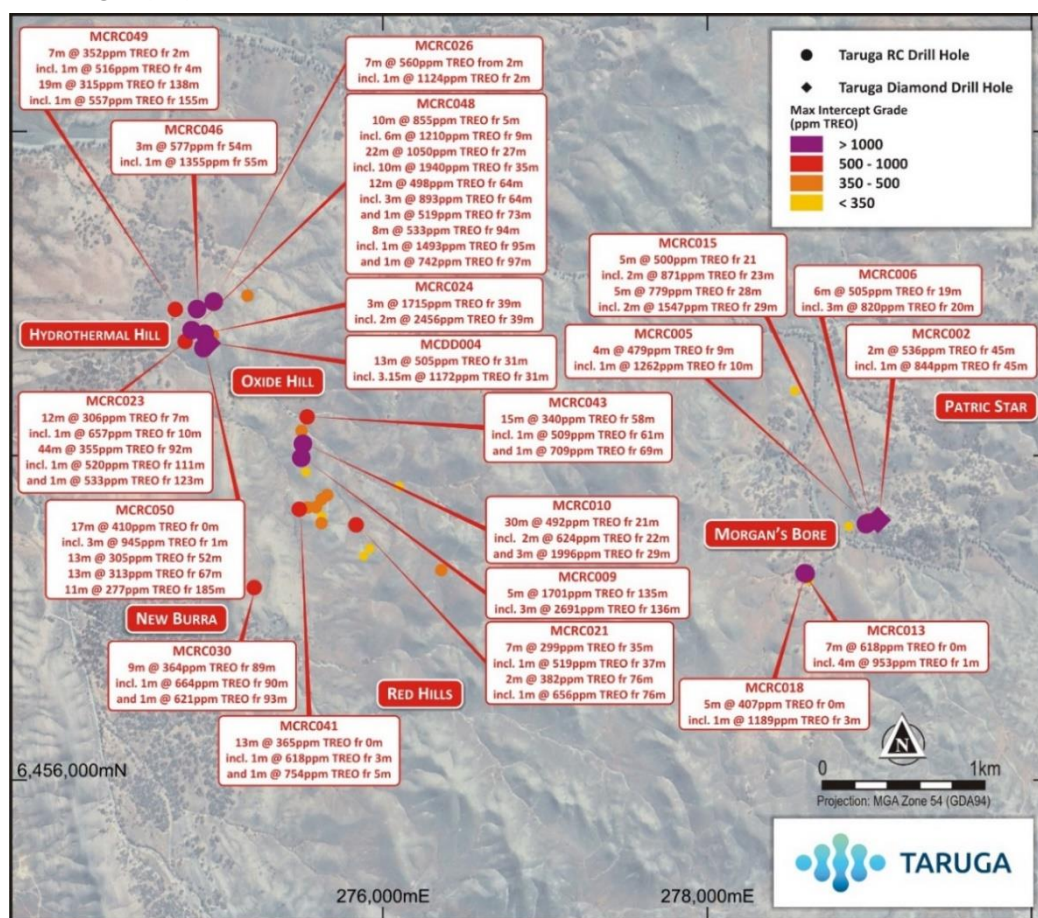 MCRC049
7m @ 352ppm TREO fr 2m
incl. 1m @ 516ppm TREO fr 4m
19m @ 315ppm TREO fr 138m
incl. 1m @ 557ppm TREO fr 155m
MCRC046
3m @ 577ppm fr 54m
incl. 1m @ 1355ppm fr 55m
MCRC026
7m @ 560ppm TREO from 2m
incl. 1m @ 1124ppm TREO fr 2m
MCRC048
10m @ 855ppm TREO fr 5m
incl. 6m @ 1210ppm TREO fr 9m
22m @ 1050ppm TREO fr 27m
incl. 10m @ 1940ppm TREO fr 35m
12m @ 498ppm TREO fr 64m
incl. 3m @ 893ppm TREO fr 64m
and 1m @ 519ppm TREO fr 73m
8m @ 533ppm TREO fr 94m
incl. 1m @ 1493ppm TREO fr 95m
and 1m @ 742ppm TREO fr 97m
MCRC024
3m @ 1715ppm TREO fr 39m
incl. 2m @ 2456ppm TREO fr 39m
MCDD004
13m @ 505ppm TREO fr 31m
incl. 3.15m @ 1172ppm TREO fr 31m
Taruga RC Drill Hole
Taruga Diamond Drill Hole
Max Intercept Grade
(ppm TREO)
> 1000
500 - 1000
350 - 500
< 350
MCRC015
5m @ 500ppm TREO fr 21
incl. 2m @ 871ppm TREO fr 23m
5m @ 779ppm TREO fr 28m
incl. 2m @ 1547ppm TREO fr 29m
MCRC006
6m @ 505ppm TREO fr 19m
incl. 3m @ 820ppm TREO fr 20m
MCRC005
4m @ 479ppm TREO fr 9m
incl. 1m @ 1262ppm TREO fr 10m
MCRC002
2m @ 536ppm TREO fr 45m
incl. 1m @ 844ppm TREO fr 45m
HYDROTHERMAL HILL
OXIDE HILL
PATRIC STAR
MCRC023
12m @ 306ppm TREO fr 7m
incl. 1m @ 657ppm TREO fr 10m
44m @ 355ppm TREO fr 92m
incl. 1m @ 520ppm TREO fr 111m
and 1m @ 533ppm TREO fr 123m
MCRC043
15m @ 340ppm TREO fr 58m
incl. 1m @ 509ppm TREO fr 61m
and 1m @ 709ppm TREO fr 69m
MCRC050
17m @ 410ppm TREO fr 0m
incl. 3m @ 945ppm TREO fr 1m
13m @ 305ppm TREO fr 52m
13m @ 313ppm TREO fr 67m
11m @ 277ppm TREO fr 185m
MCRC010
30m @ 492ppm TREO fr 21m
incl. 2m @ 624ppm TREO fr 22m
and 3m @ 1996ppm TREO fr 29m
MORGAN'S BORE
MCRC009
5m @ 1701ppm TREO fr 135m
incl. 3m @ 2691ppm TREO fr 136m
NEW BURRA
MCRC030
9m @ 364ppm TREO fr 89m
incl. 1m @ 664ppm TREO fr 90m
and 1m @ 621ppm TREO fr 93m
MCRC021
7m @ 299ppm TREO fr 35m
incl. 1m @ 519ppm TREO fr 37m
2m @ 382ppm TREO fr 76m
incl. 1m @ 656ppm TREO fr 76m
MCRC013
7m @ 618ppm TREO fr 0m
incl. 4m @ 953ppm TREO fr 1m
RED HILLS
MCRC018
5m @ 407ppm TREO fr 0m
incl. 1m @ 1189ppm TREO fr 3m
MCRC041
13m @ 365ppm TREO fr 0m
incl. 1m @ 618ppm TREO fr 3m
and 1m @ 754ppm TREO fr 5m
N
0 1km
Projection: MGA Zone 54 (GDA94)
6,456,000mN
276,000mE
278,000mE
TARUGA